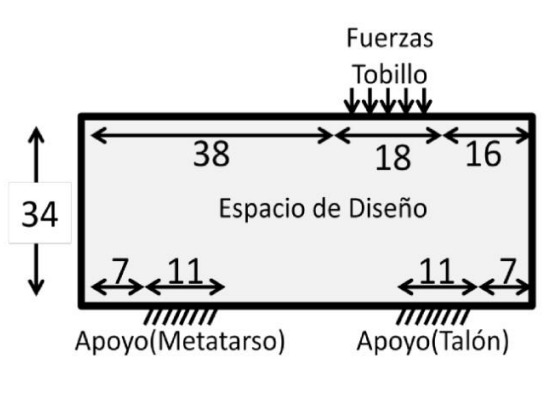 Fuerzas
Tobillo
38
18
16
34
Espacio de Diseño
7
11
11
7
Apoyo(Metatarso)
Apoyo(Talón)